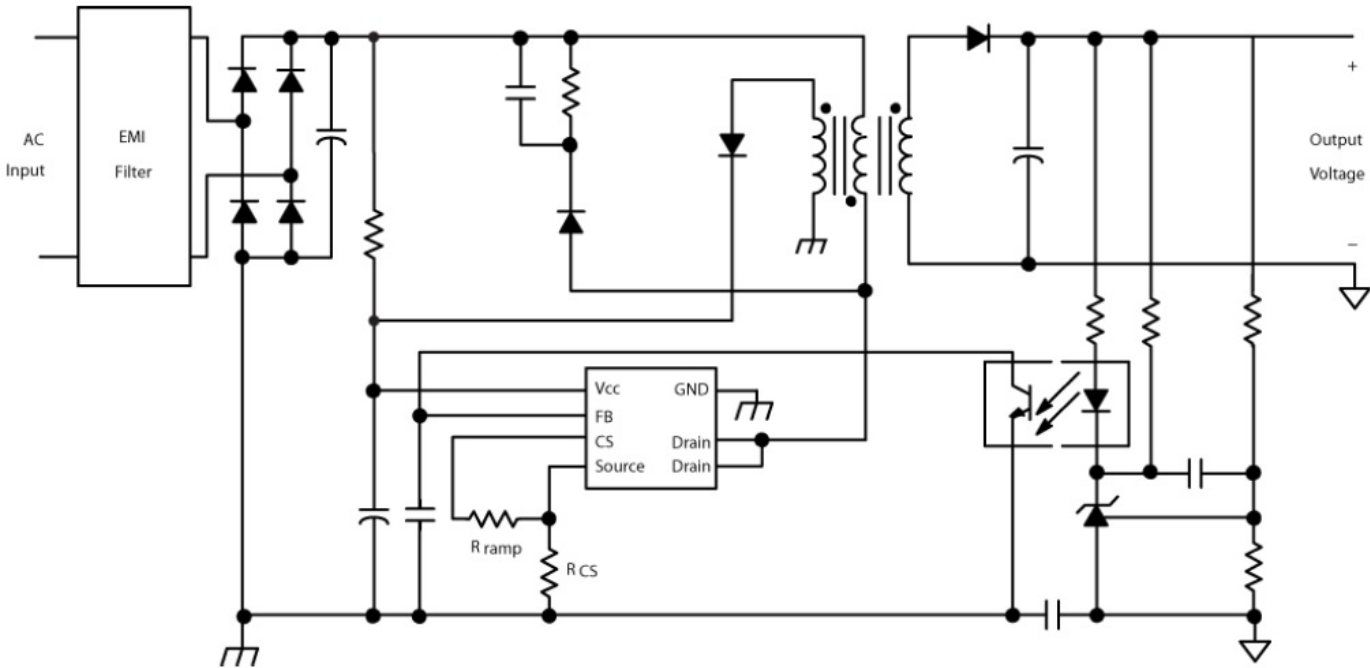 AC
Input
EMI
Filter
+
Output
Voltage
–
Vcc
GND
FB
CS
Drain
Source
Drain
R ramp
R CS